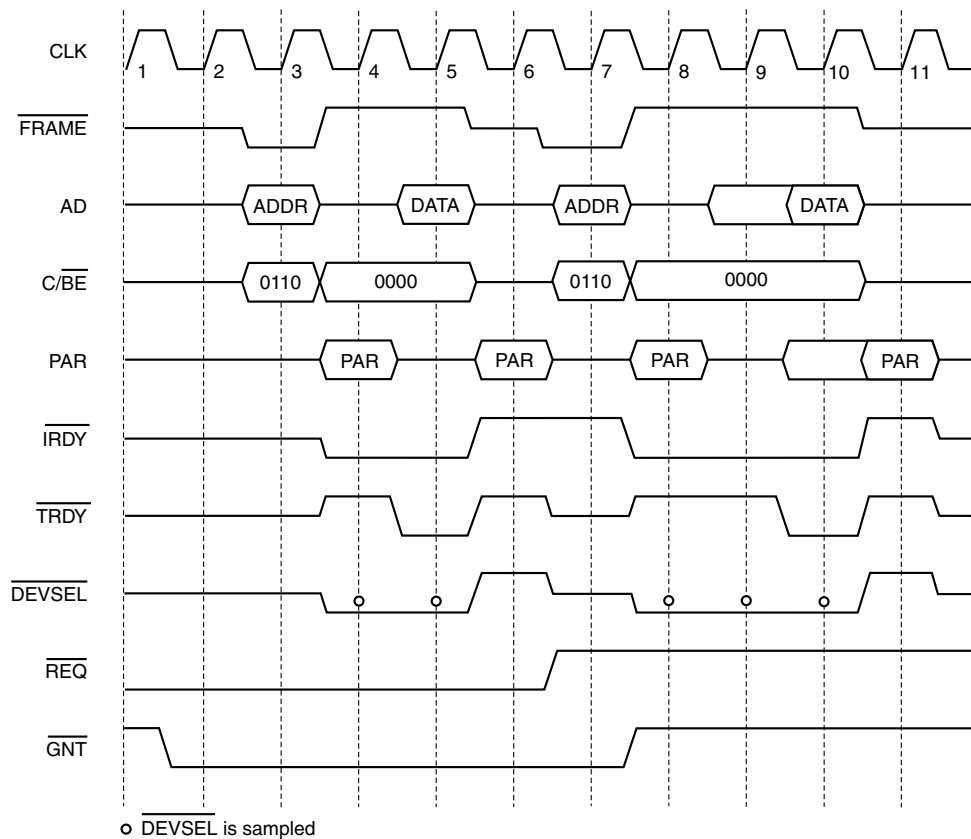 CLK
1 2 3 4 5 6 7 8 9 10 11
FRAME
AD ADDR DATA ADDR DATA
C/BE 0110 0000 0110 0000
PAR PAR PAR PAR PAR
IRDY
TRDY
DEVSEL
REQ
GNT
DEVSEL is sampled